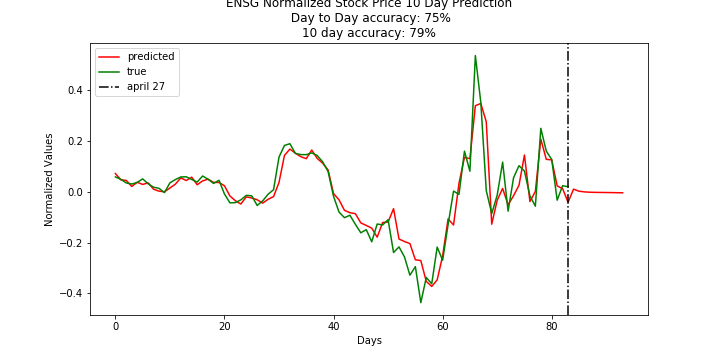 ENSG Normalized Stock Price 10 Day Prediction
Day to Day accuracy: 75%
10 day accuracy: 79%
predicted
true
april 27
Normalized Values
0.4
0.2
0.0
−0.2
−0.4
0
20
40
60
80
Days